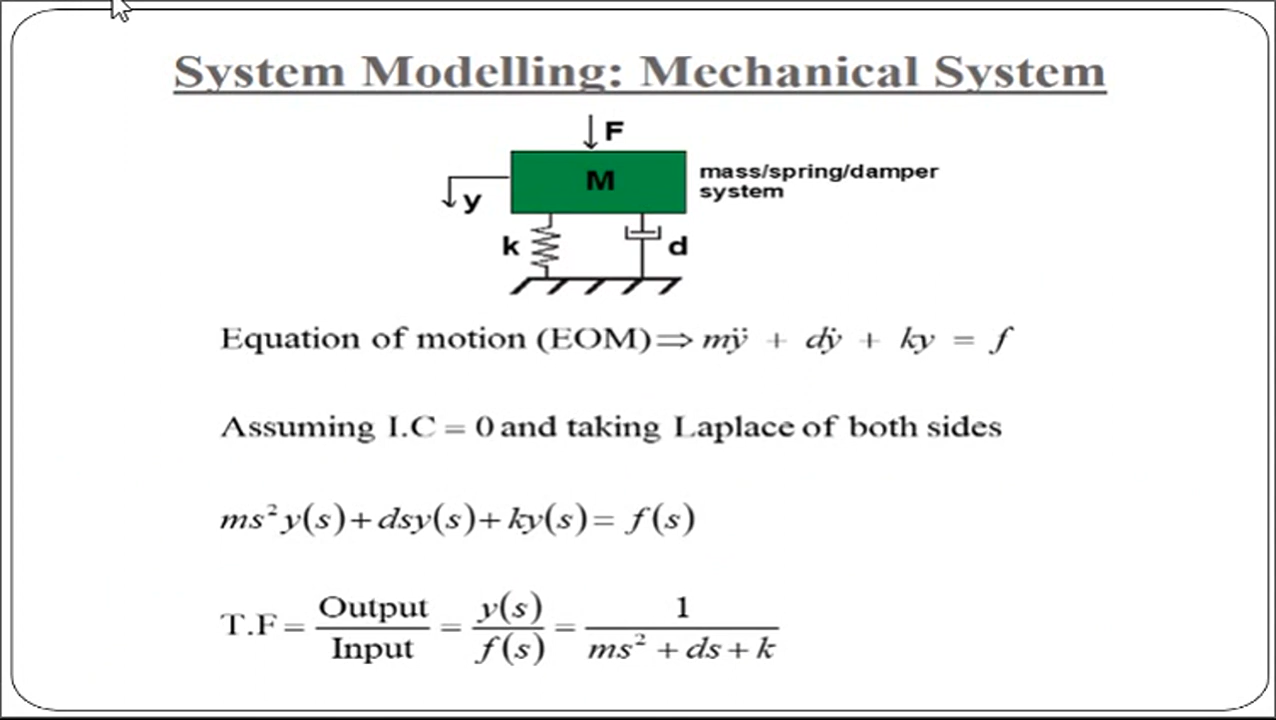 System Modelling: Mechanical System
F
M
mass/spring/damper
system
y
k
d
Equation of motion (EOM)⇒ mÿ + dẏ + ky = f
Assuming I.C = 0 and taking Laplace of both sides
ms²y(s)+dsy(s)+ky(s)= f(s)
T.F = Output/Input = y(s)/f(s) = 1/(ms² + ds + k)